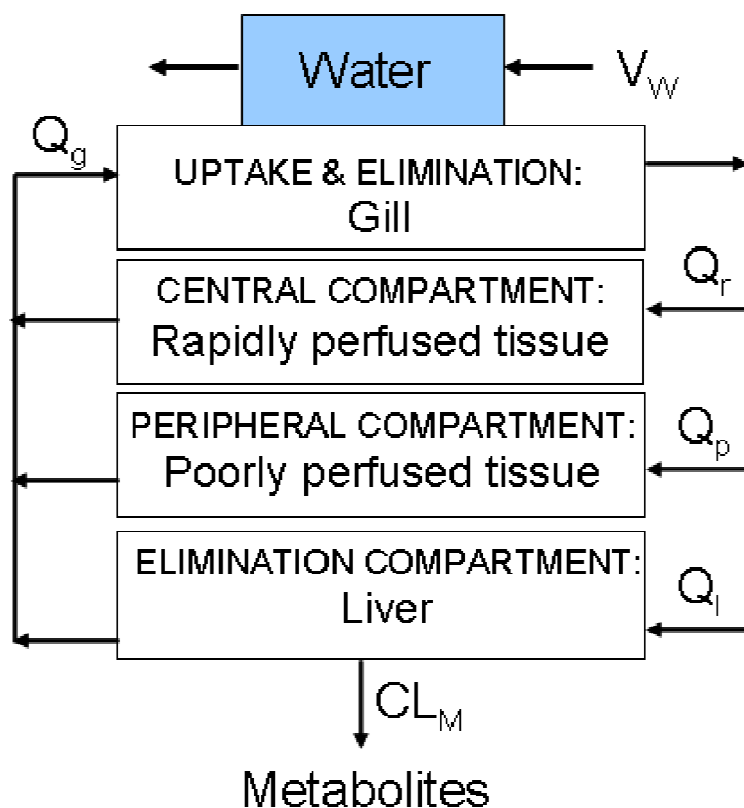 Water
V_W
Q_g
UPTAKE & ELIMINATION:
Gill
Q_r
CENTRAL COMPARTMENT:
Rapidly perfused tissue
Q_p
PERIPHERAL COMPARTMENT:
Poorly perfused tissue
Q_l
ELIMINATION COMPARTMENT:
Liver
CL_M
Metabolites